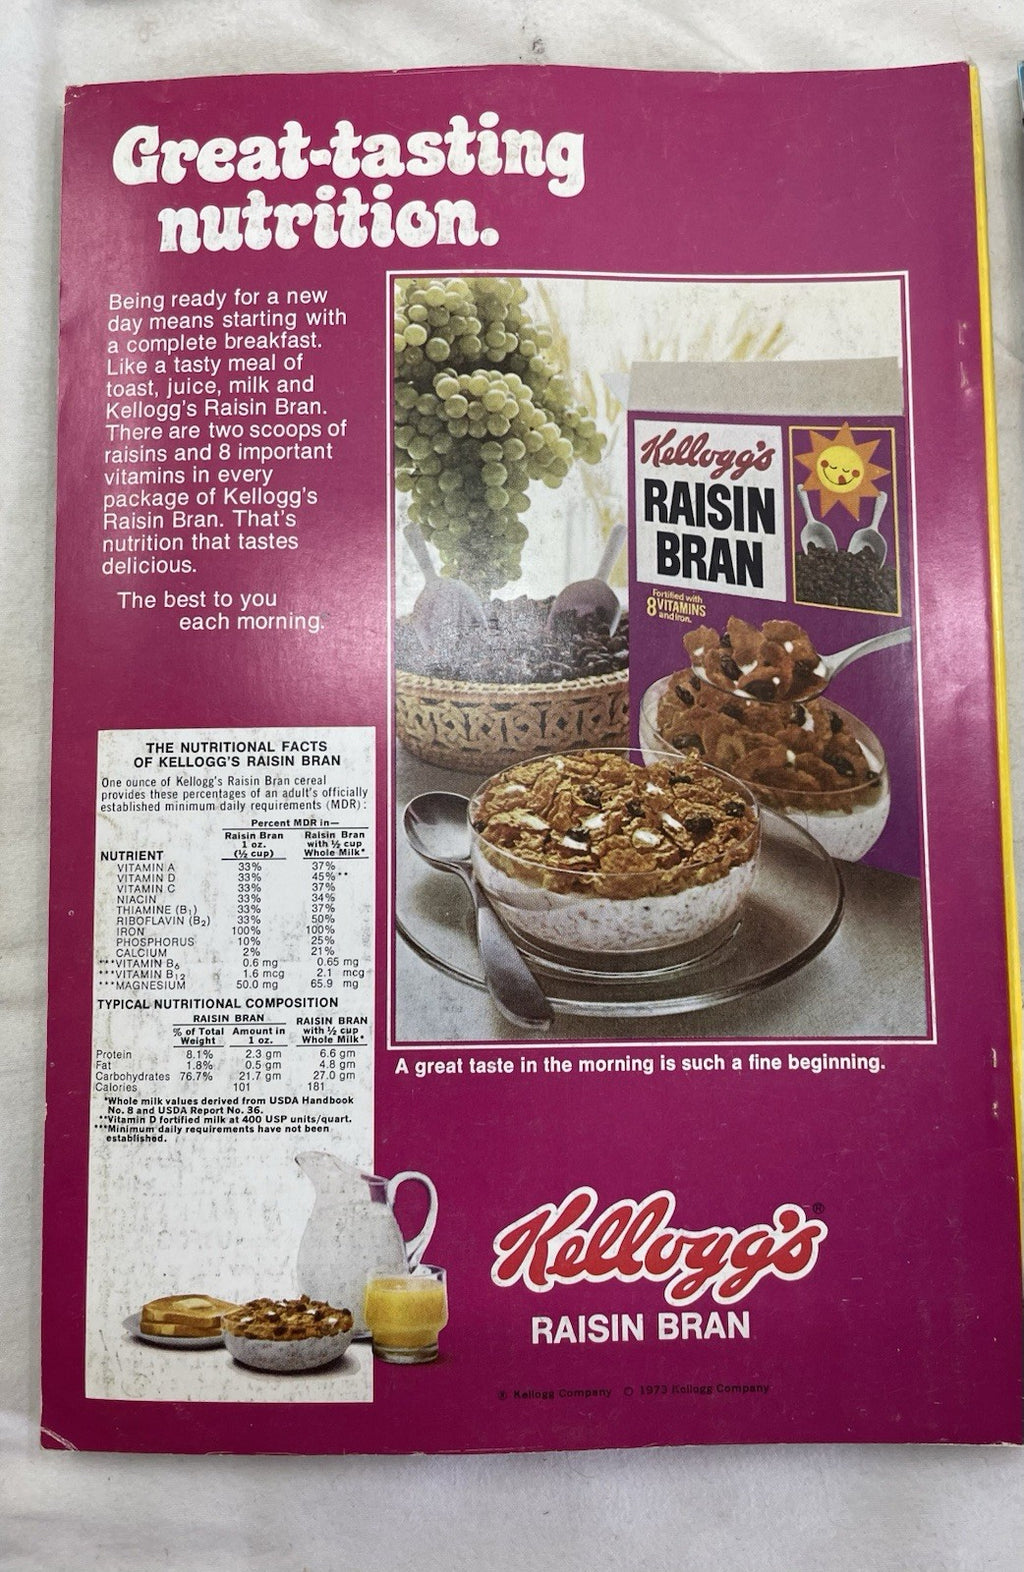 Great-tasting
nutrition.
Being ready for a new
day means starting with
a complete breakfast.
Like a tasty meal of
toast, juice, milk and
Kellogg's Raisin Bran.
There are two scoops of
raisins and 8 important
vitamins in every
package of Kellogg's
Raisin Bran. That's
nutrition that tastes
delicious.
The best to you
each morning.
Kellogg's
RAISIN
BRAN
Fortified with
8 VITAMINS
and Iron.
THE NUTRITIONAL FACTS
OF KELLOGG'S RAISIN BRAN
One ounce of Kellogg's Raisin Bran cereal
provides these percentages of an adult's officially
established minimum daily requirements (MDR):
Percent MDR in—
NUTRIENT Raisin Bran 1 oz. (½ cup) Raisin Bran with ½ cup Whole Milk*
VITAMIN A 33% 37%
VITAMIN D 33% 45%**
VITAMIN C 33% 37%
NIACIN 33% 34%
THIAMINE (B1) 33% 37%
RIBOFLAVIN (B2) 33% 50%
IRON 100% 100%
PHOSPHORUS 10% 25%
CALCIUM 2% 21%
***VITAMIN B6 0.6 mg 0.65 mg
***VITAMIN B12 1.6 mcg 2.1 mcg
***MAGNESIUM 50.0 mg 65.9 mg
TYPICAL NUTRITIONAL COMPOSITION
RAISIN BRAN
% of Total Weight Amount in 1 oz. RAISIN BRAN with ½ cup Whole Milk*
Protein 8.1% 2.3 gm 6.6 gm
Fat 1.8% 0.5 gm 4.8 gm
Carbohydrates 76.7% 21.7 gm 27.0 gm
Calories 101 181
*Whole milk values derived from USDA Handbook
No. 8 and USDA Report No. 36.
**Vitamin D fortified milk at 400 USP units/quart.
***Minimum daily requirements have not been
established.
A great taste in the morning is such a fine beginning.
Kellogg's®
RAISIN BRAN
® Kellogg Company © 1973 Kellogg Company